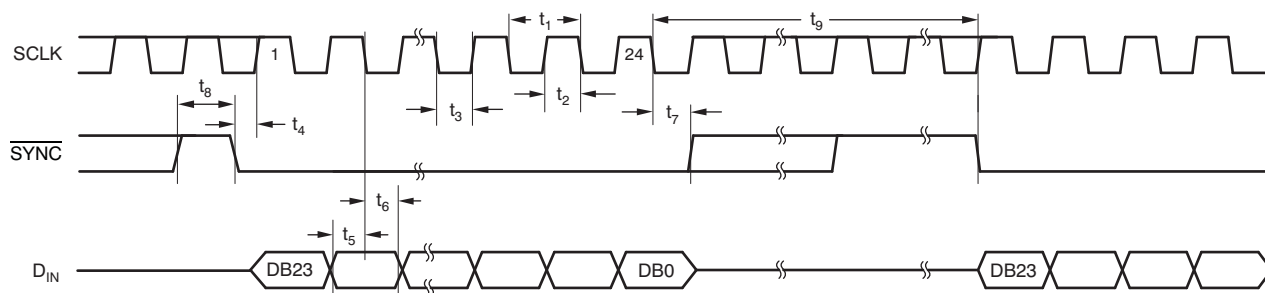 t1 t9
SCLK 1 24
t8 t4 t3 t2 t7
SYNC
t6
t5
DIN DB23 DB0 DB23